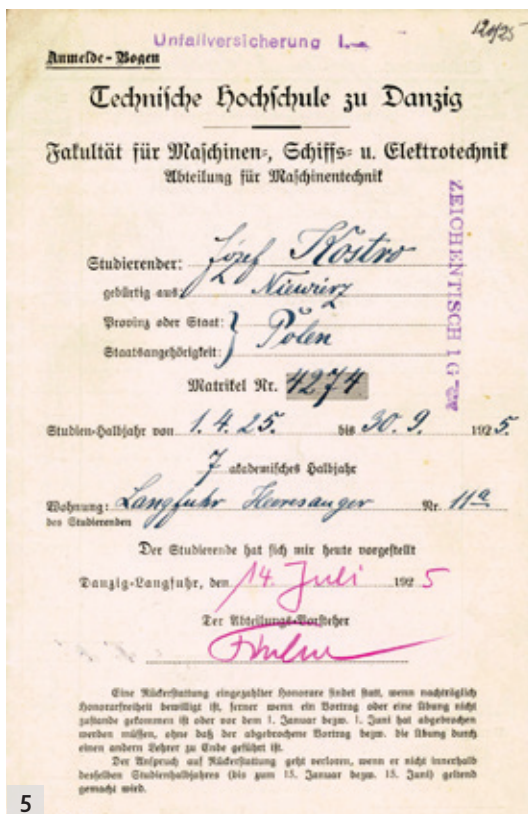 120/25
Unfallversicherung I.
Anmelde-Bogen
Technische Hochschule zu Danzig
Fakultät für Maschinen-, Schiffs- u. Elektrotechnik
Abteilung für Maschinentechnik
ZEICHENTISCH 1 G
Studierender: Józef Kostro
gebürtig aus: Niewierz
Provinz oder Staat:
Staatsangehörigkeit: } Polen
Matrikel Nr. 4274
Studien-Halbjahr von 1. 4. 25. bis 30. 9. 1925.
7 akademisches Halbjahr
Wohnung: Langfuhr Heeresanger Nr. 11a
des Studierenden
Der Studierende hat sich mir heute vorgestellt
Danzig-Langfuhr, den 14. Juli 1925
Der Abteilungs-Vorsteher
Eine Rückerstattung eingezahlter Honorare findet statt, wenn nachträglich
Honorarfreiheit bewilligt ist, ferner wenn ein Vortrag oder eine Übung nicht
zustande gekommen ist oder vor dem 1. Januar bezw. 1. Juni hat abgebrochen
werden müssen, ohne daß der abgebrochene Vortrag bezw. die Übung durch
einen andern Lehrer zu Ende geführt ist.
Der Anspruch auf Rückerstattung geht verloren, wenn er nicht innerhalb
desselben Studienhalbjahres (bis zum 15. Januar bezw. 15. Juni) geltend
gemacht wird.
5